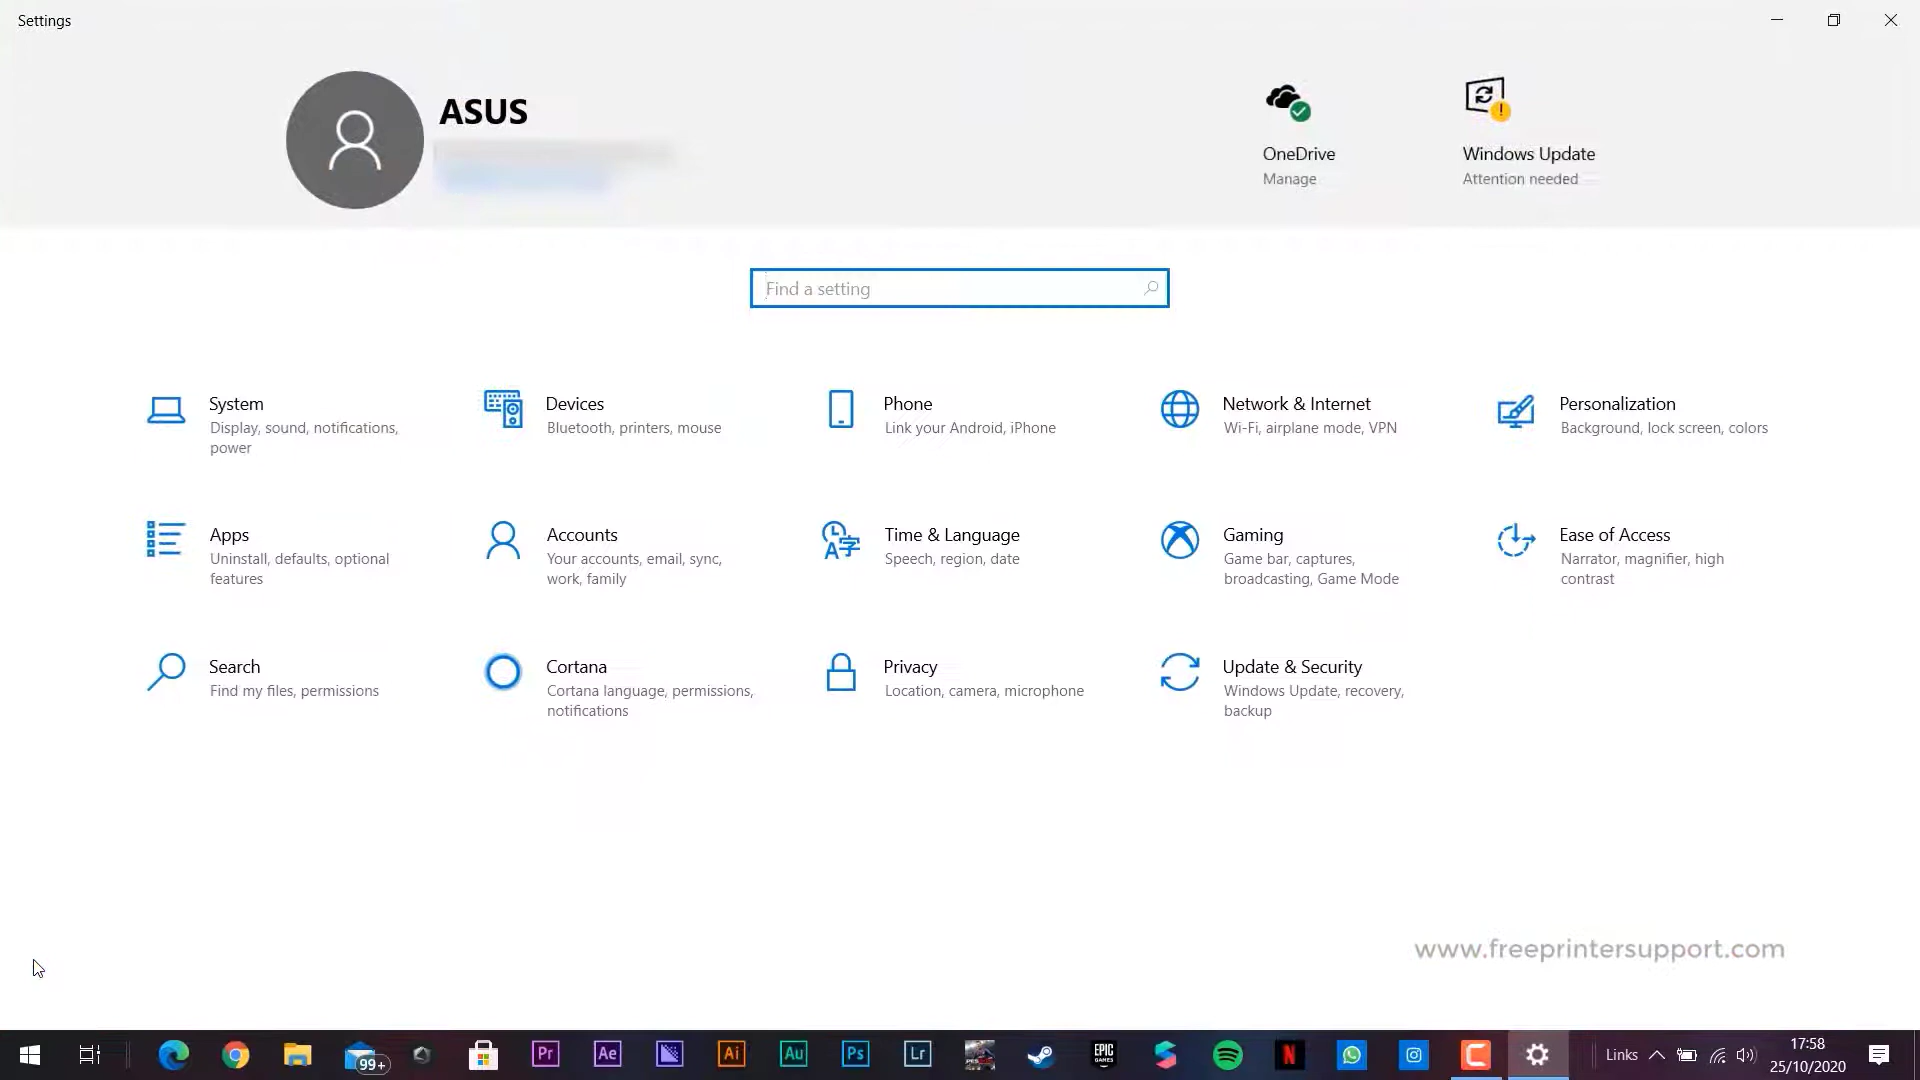 Settings
ASUS
OneDrive
Manage
Windows Update
Attention needed
Find a setting
System
Display, sound, notifications,
power
Devices
Bluetooth, printers, mouse
Phone
Link your Android, iPhone
Network & Internet
Wi-Fi, airplane mode, VPN
Personalization
Background, lock screen, colors
Apps
Uninstall, defaults, optional
features
Accounts
Your accounts, email, sync,
work, family
Time & Language
Speech, region, date
Gaming
Game bar, captures,
broadcasting, Game Mode
Ease of Access
Narrator, magnifier, high
contrast
Search
Find my files, permissions
Cortana
Cortana language, permissions,
notifications
Privacy
Location, camera, microphone
Update & Security
Windows Update, recovery,
backup
www.freeprintersupport.com
99+
Pr
Ae
Ai
Au
Ps
Lr
EPIC
GAMES
N
Links
17:58
25/10/2020